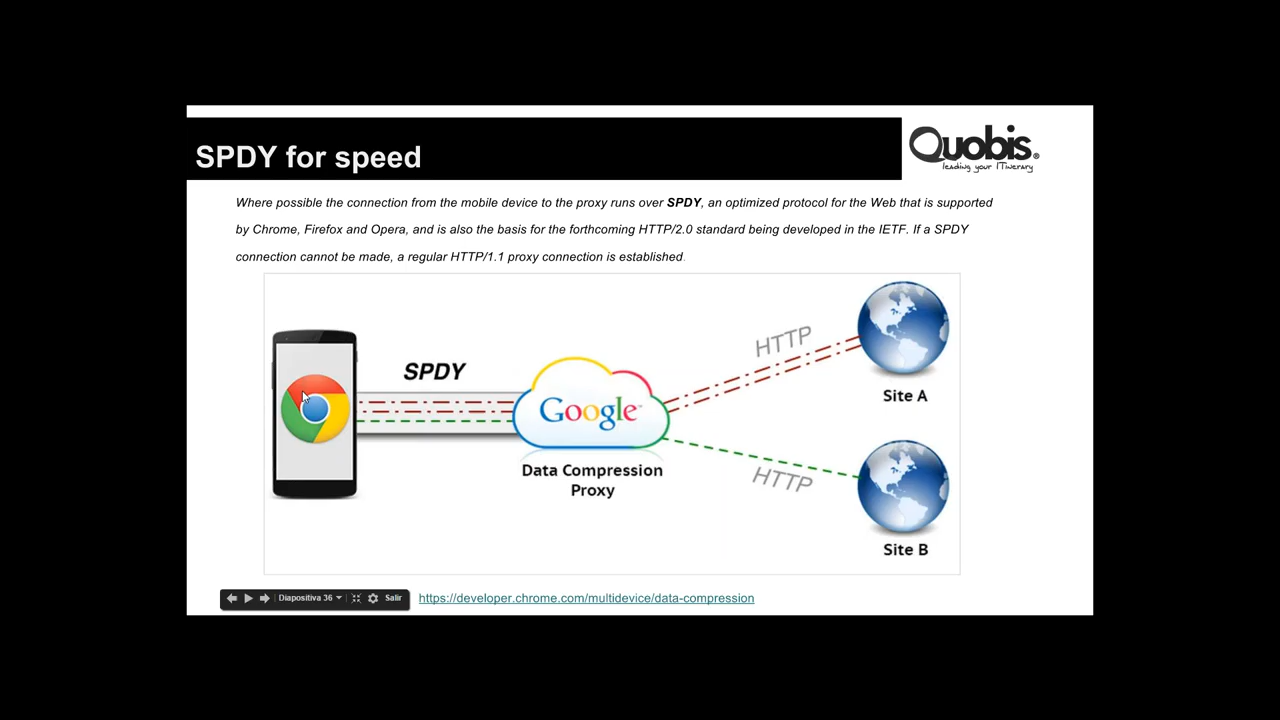 SPDY for speed
Quobis®
leading your ITinerary
Where possible the connection from the mobile device to the proxy runs over SPDY, an optimized protocol for the Web that is supported
by Chrome, Firefox and Opera, and is also the basis for the forthcoming HTTP/2.0 standard being developed in the IETF. If a SPDY
connection cannot be made, a regular HTTP/1.1 proxy connection is established.
SPDY
Google™
Data Compression
Proxy
HTTP
Site A
HTTP
Site B
Diapositiva 36
Salir
https://developer.chrome.com/multidevice/data-compression